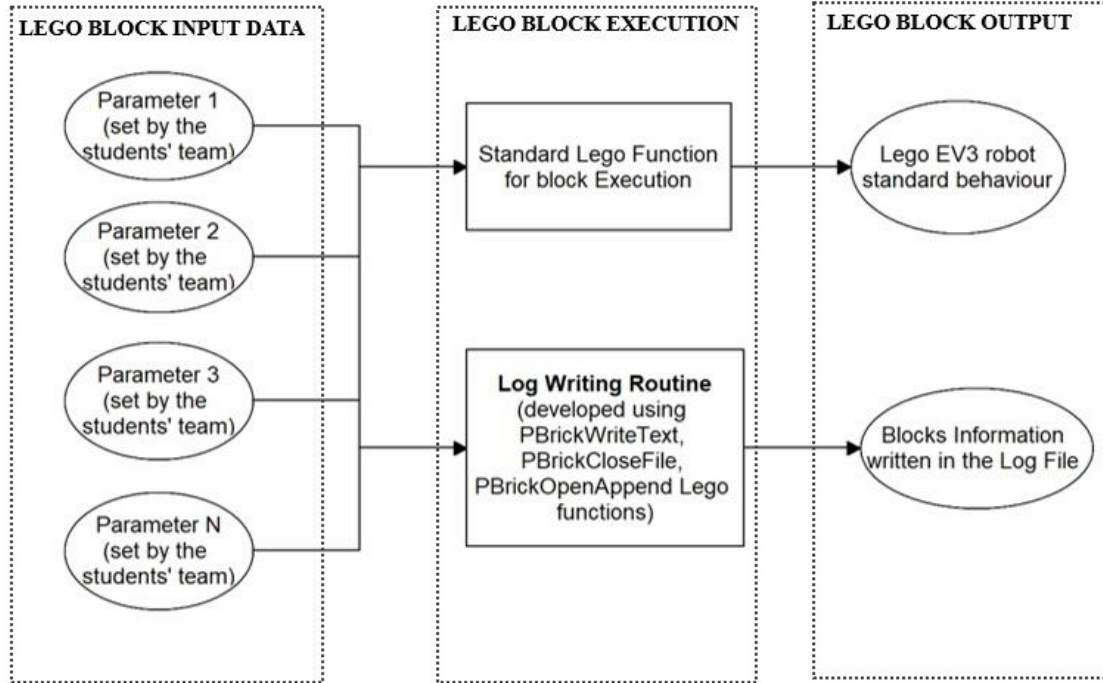 LEGO BLOCK INPUT DATA
Parameter 1
(set by the
students' team)
Parameter 2
(set by the
students' team)
Parameter 3
(set by the
students' team)
Parameter N
(set by the
students' team)
LEGO BLOCK EXECUTION
Standard Lego Function
for block Execution
Log Writing Routine
(developed using
PBrickWriteText,
PBrickCloseFile,
PBrickOpenAppend Lego
functions)
LEGO BLOCK OUTPUT
Lego EV3 robot
standard behaviour
Blocks Information
written in the Log File